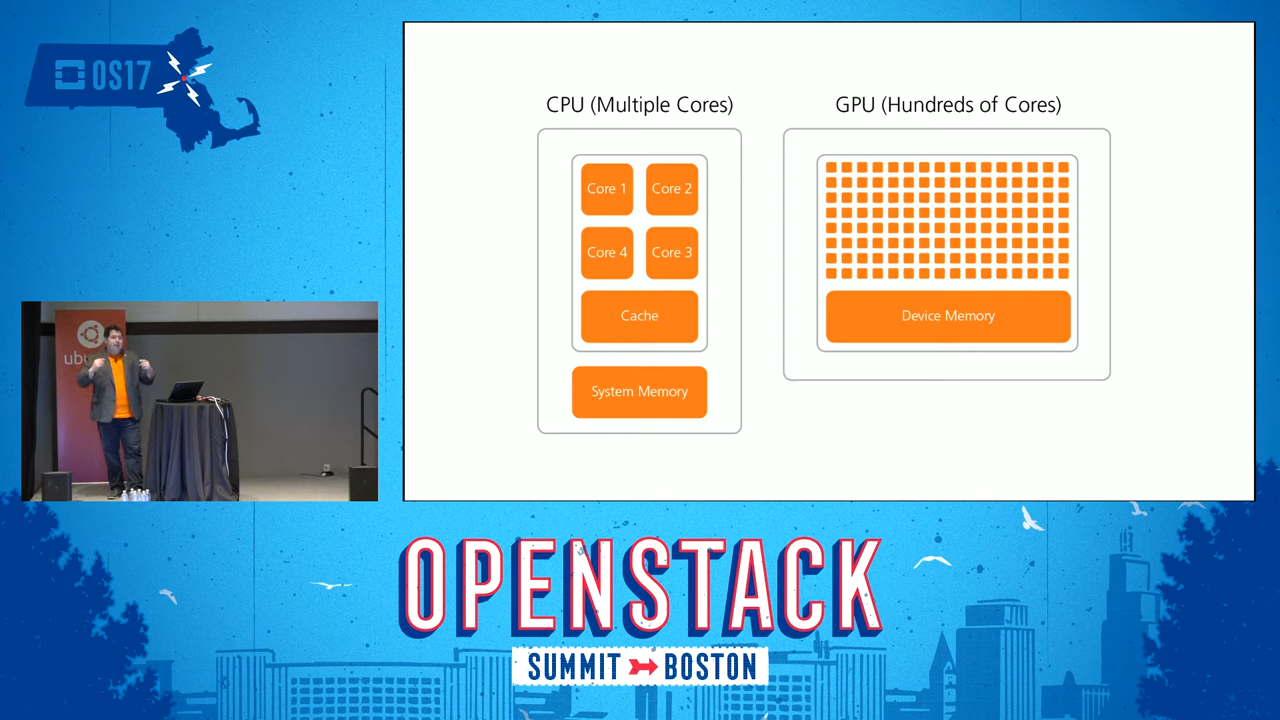 OS17
CPU (Multiple Cores)
GPU (Hundreds of Cores)
Core 1
Core 2
Core 4
Core 3
Cache
System Memory
Device Memory
OPENSTACK
SUMMIT BOSTON